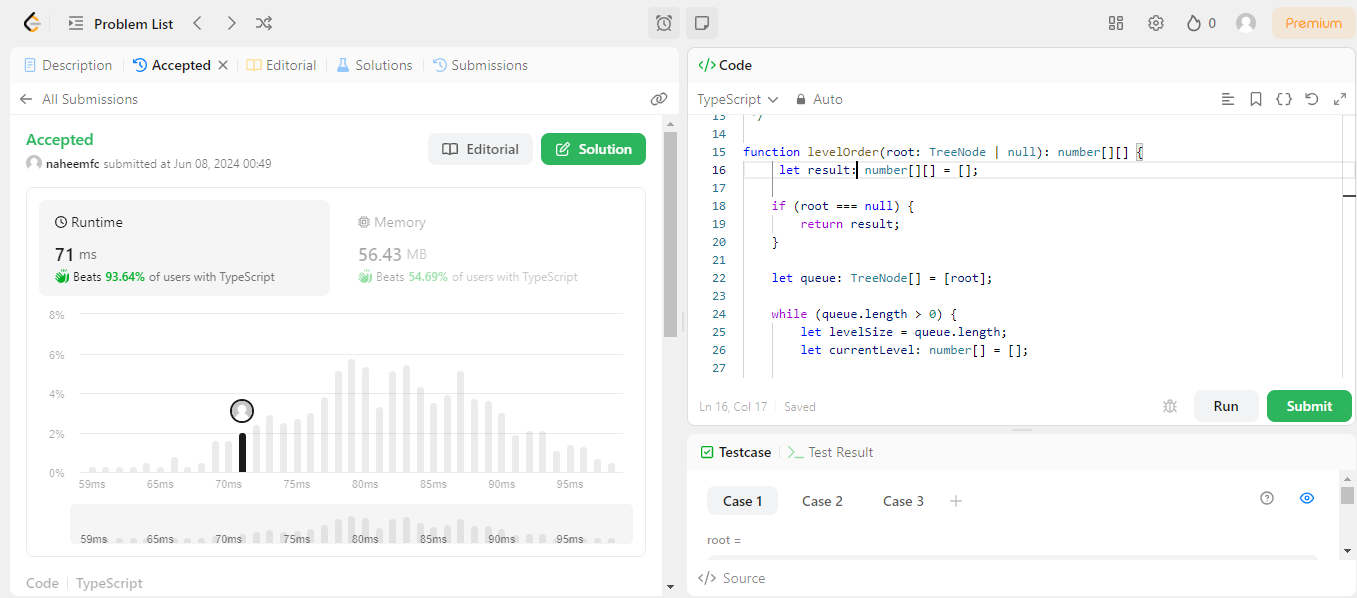 Problem List
0
Premium
Description
Accepted
Editorial
Solutions
Submissions
All Submissions
Accepted
naheemfc submitted at Jun 08, 2024 00:49
Editorial
Solution
Runtime
71 ms
Beats 93.64% of users with TypeScript
Memory
56.43 MB
Beats 54.69% of users with TypeScript
8%
6%
4%
2%
0%
59ms 65ms 70ms 75ms 80ms 85ms 90ms 95ms
59ms 65ms 70ms 75ms 80ms 85ms 90ms 95ms
Code | TypeScript
</> Code
TypeScript
Auto
13 */
14
15 function levelOrder(root: TreeNode | null): number[][] {
16 let result: number[][] = [];
17
18 if (root === null) {
19 return result;
20 }
21
22 let queue: TreeNode[] = [root];
23
24 while (queue.length > 0) {
25 let levelSize = queue.length;
26 let currentLevel: number[] = [];
27
Ln 16, Col 17 Saved
Run
Submit
Testcase
>_ Test Result
Case 1
Case 2
Case 3
+
root =
</> Source